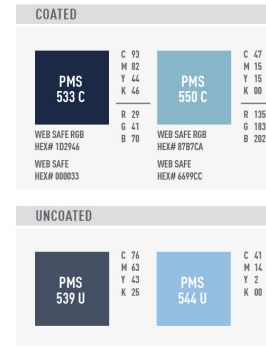 COATED
PMS
533 C
C 93
M 82
Y 44
K 46
R 29
G 41
B 70
WEB SAFE RGB
HEX# 1D2946
WEB SAFE
HEX# 000033
PMS
550 C
C 47
M 15
Y 15
K 00
R 135
G 183
B 202
WEB SAFE RGB
HEX# 87B7CA
WEB SAFE
HEX# 6699CC
UNCOATED
PMS
539 U
C 76
M 63
Y 43
K 25
PMS
544 U
C 41
M 14
Y 2
K 00